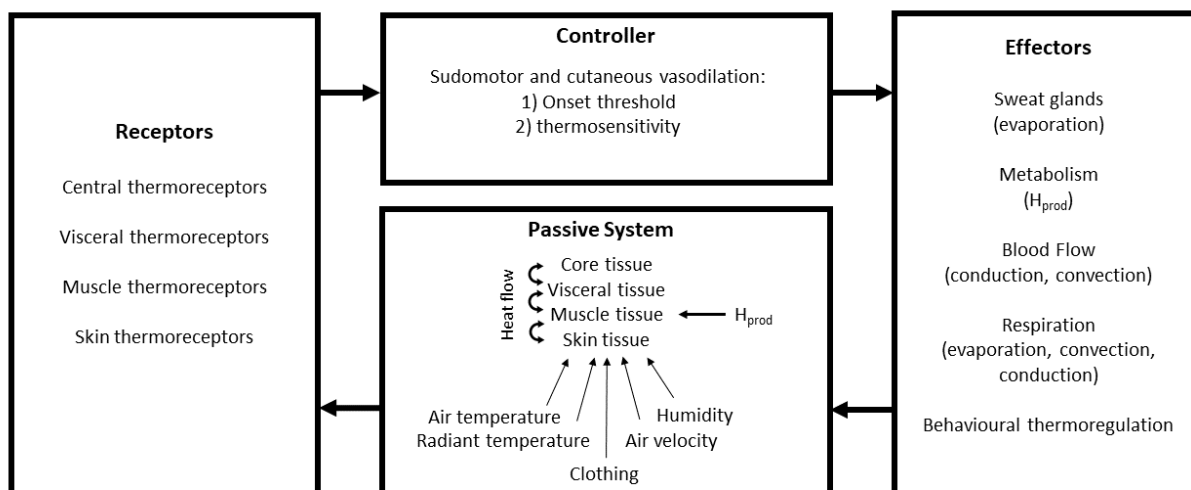 Receptors
Central thermoreceptors
Visceral thermoreceptors
Muscle thermoreceptors
Skin thermoreceptors
Controller
Sudomotor and cutaneous vasodilation:
1) Onset threshold
2) thermosensitivity
Passive System
Heat flow
Core tissue
Visceral tissue
Muscle tissue
Skin tissue
Hprod
Air temperature
Radiant temperature
Clothing
Air velocity
Humidity
Effectors
Sweat glands
(evaporation)
Metabolism
(Hprod)
Blood Flow
(conduction, convection)
Respiration
(evaporation, convection,
conduction)
Behavioural thermoregulation